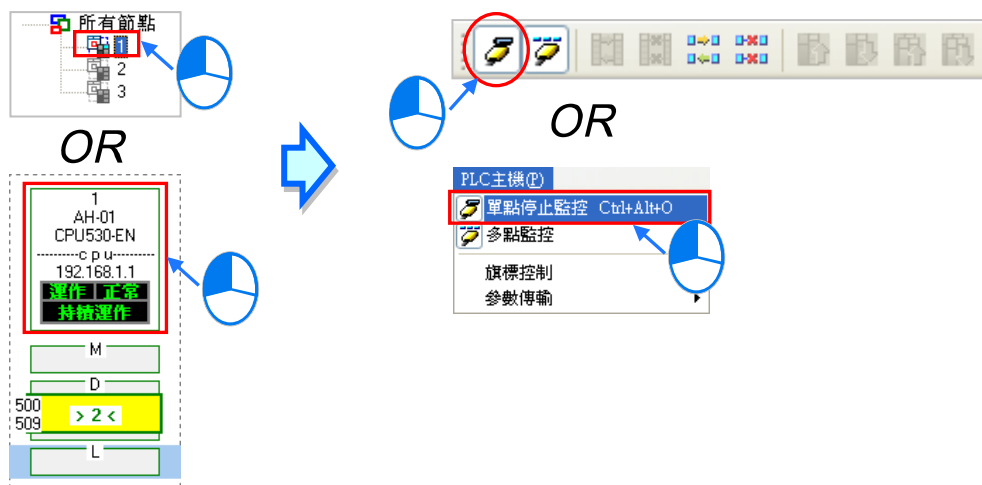 所有節點
1
2
3
OR
1
AH-01
CPU530-EN
---------c p u---------
192.168.1.1
運作 正常
持續運作
M
D
500
509
> 2 <
L
OR
PLC主機(P)
單點停止監控 Ctrl+Alt+O
多點監控
旗標控制
參數傳輸